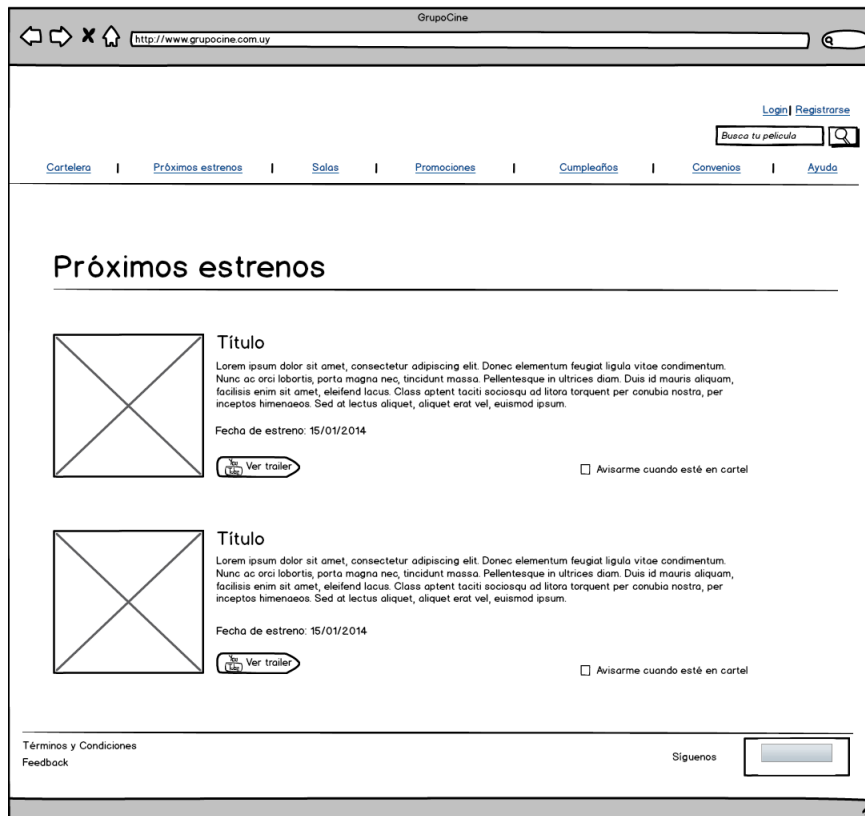 GrupoCine
http://www.grupocine.com.uy
Login | Registrarse
Busca tu pelicula
Cartelera | Próximos estrenos | Salas | Promociones | Cumpleaños | Convenios | Ayuda
Próximos estrenos
Título
Lorem ipsum dolor sit amet, consectetur adipiscing elit. Donec elementum feugiat ligula vitae condimentum.
Nunc ac orci lobortis, porta magna nec, tincidunt massa. Pellentesque in ultrices diam. Duis id mauris aliquam,
facilisis enim sit amet, eleifend lacus. Class aptent taciti sociosqu ad litora torquent per conubia nostra, per
inceptos himenaeos. Sed at lectus aliquet, aliquet erat vel, euismod ipsum.
Fecha de estreno: 15/01/2014
You Tube Ver trailer
Avisarme cuando esté en cartel
Título
Lorem ipsum dolor sit amet, consectetur adipiscing elit. Donec elementum feugiat ligula vitae condimentum.
Nunc ac orci lobortis, porta magna nec, tincidunt massa. Pellentesque in ultrices diam. Duis id mauris aliquam,
facilisis enim sit amet, eleifend lacus. Class aptent taciti sociosqu ad litora torquent per conubia nostra, per
inceptos himenaeos. Sed at lectus aliquet, aliquet erat vel, euismod ipsum.
Fecha de estreno: 15/01/2014
You Tube Ver trailer
Avisarme cuando esté en cartel
Términos y Condiciones
Feedback
Síguenos